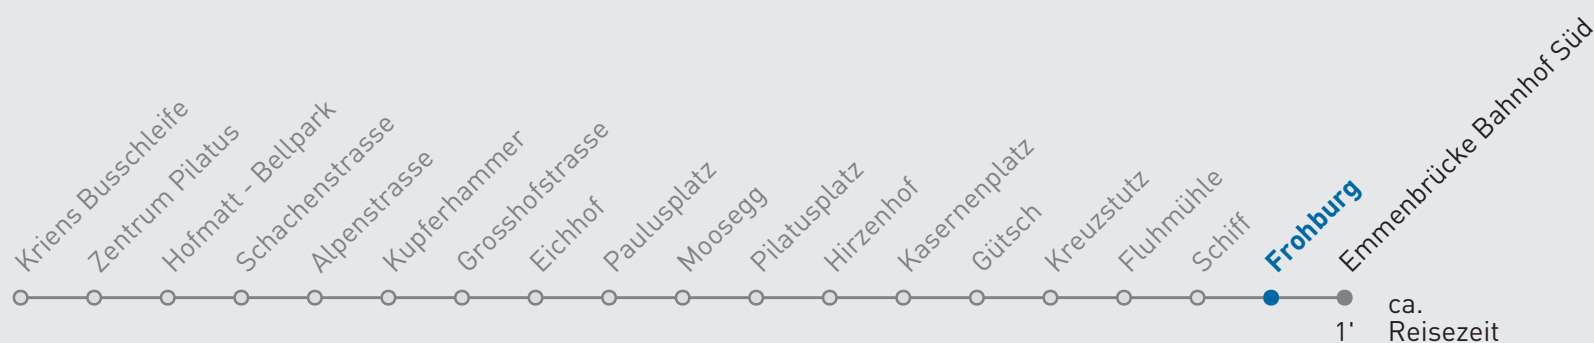 Kriens Busschleife
Zentrum Pilatus
Hofmatt - Bellpark
Schachenstrasse
Alpenstrasse
Kupferhammer
Grosshofstrasse
Eichhof
Paulusplatz
Moosegg
Pilatusplatz
Hirzenhof
Kasernenplatz
Gütsch
Kreuzstutz
Fluhmühle
Schiff
Frohburg
Emmenbrücke Bahnhof Süd
ca.
1' Reisezeit